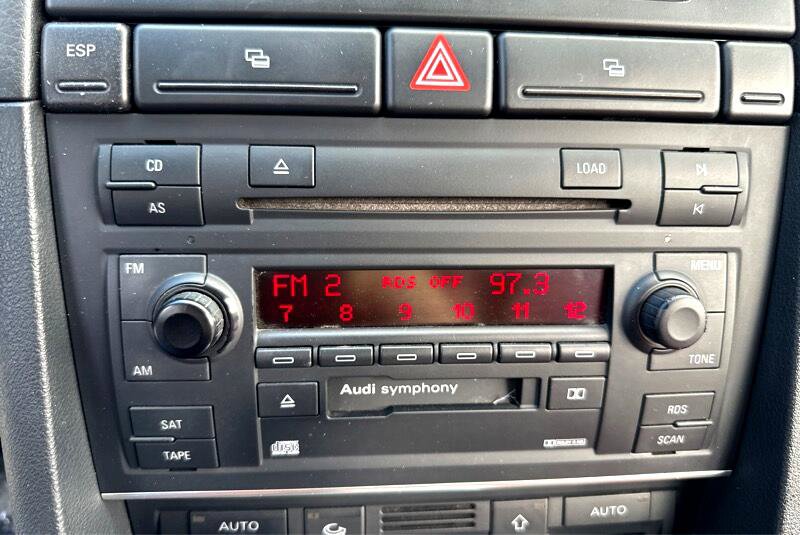 ESP
CD
LOAD
AS
FM
FM 2 RDS OFF 97.3
MENU
7 8 9 10 11 12
AM
TONE
Audi symphony
SAT
RDS
TAPE
SCAN
disc
AUTO
AUTO